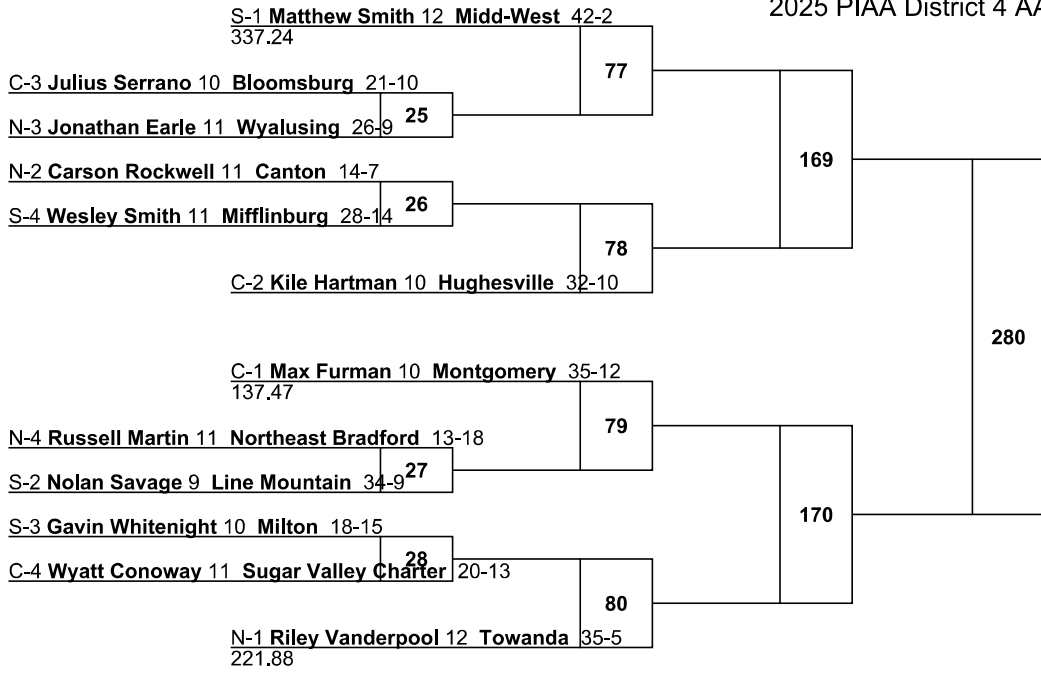 2025 PIAA District 4 AA
S-1 Matthew Smith 12 Midd-West 42-2
337.24
77
C-3 Julius Serrano 10 Bloomsburg 21-10
25
N-3 Jonathan Earle 11 Wyalusing 26-9
169
N-2 Carson Rockwell 11 Canton 14-7
26
S-4 Wesley Smith 11 Mifflinburg 28-14
78
C-2 Kile Hartman 10 Hughesville 32-10
280
C-1 Max Furman 10 Montgomery 35-12
137.47
79
N-4 Russell Martin 11 Northeast Bradford 13-18
27
S-2 Nolan Savage 9 Line Mountain 34-9
170
S-3 Gavin Whitenight 10 Milton 18-15
28
C-4 Wyatt Conoway 11 Sugar Valley Charter 20-13
80
N-1 Riley Vanderpool 12 Towanda 35-5
221.88